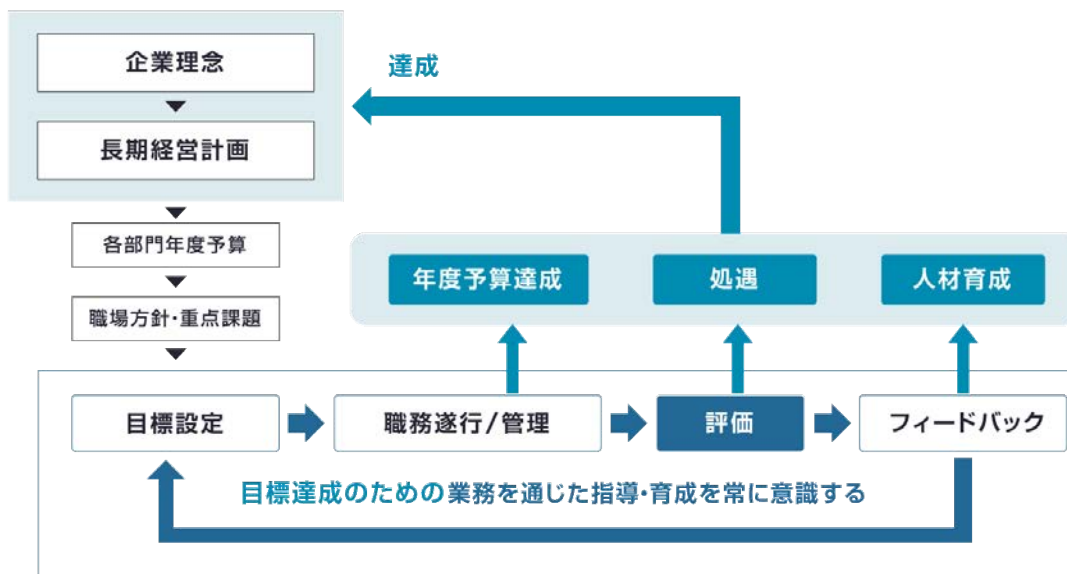 企業理念
達成
長期経営計画
各部門年度予算
年度予算達成
処遇
人材育成
職場方針・重点課題
目標設定
職務遂行/管理
評価
フィードバック
目標達成のための業務を通じた指導・育成を常に意識する